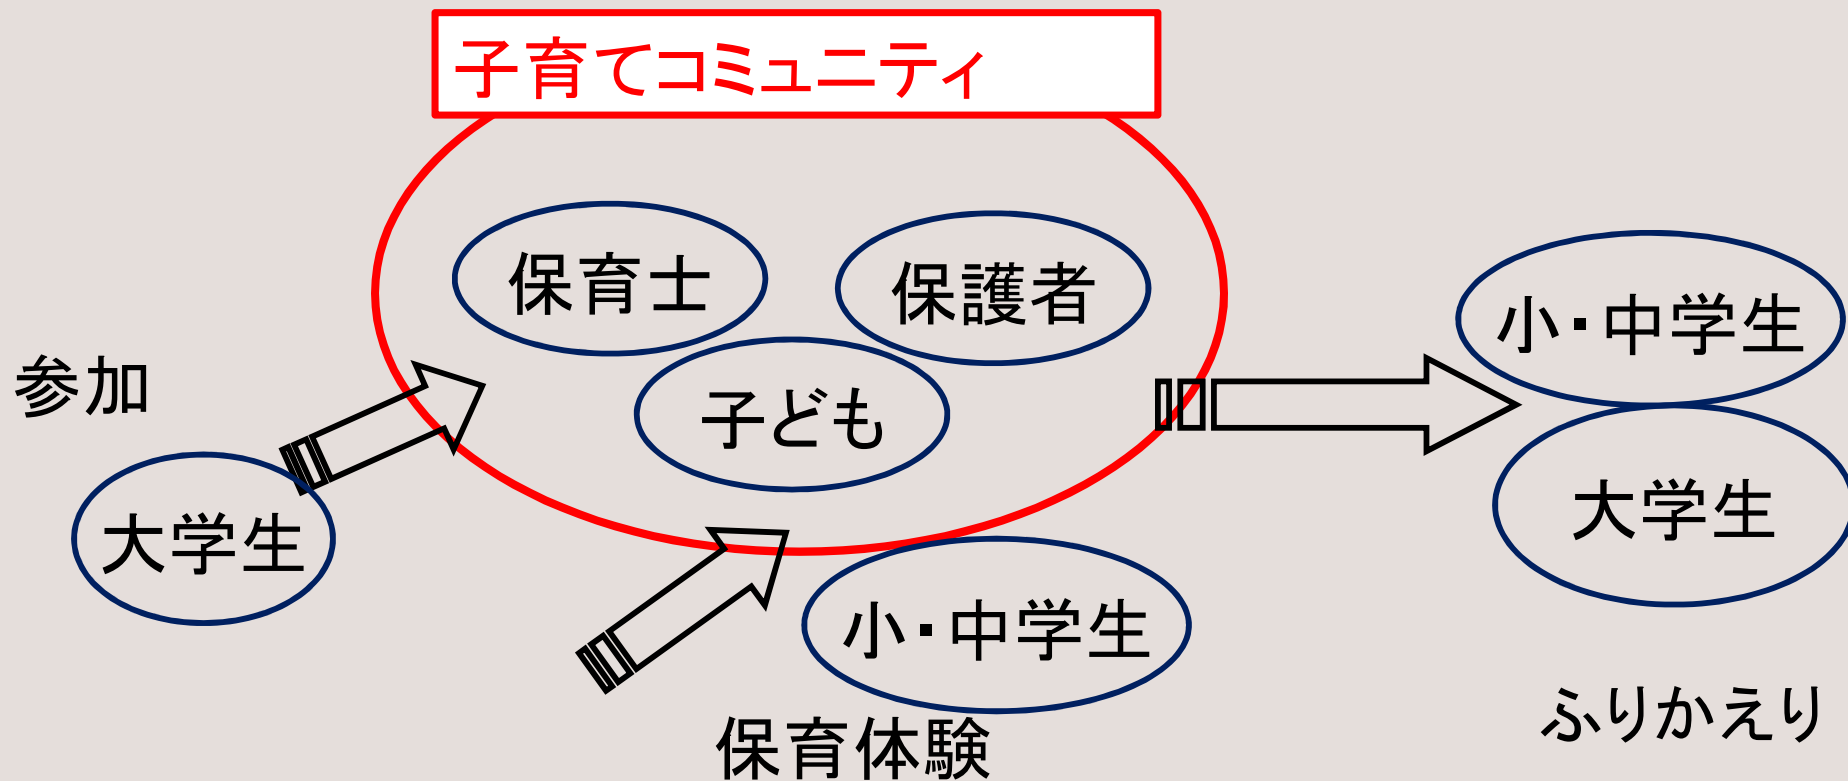 子育てコミュニティ
保育士
保護者
小・中学生
参加
子ども
大学生
大学生
小・中学生
ふりかえり
保育体験